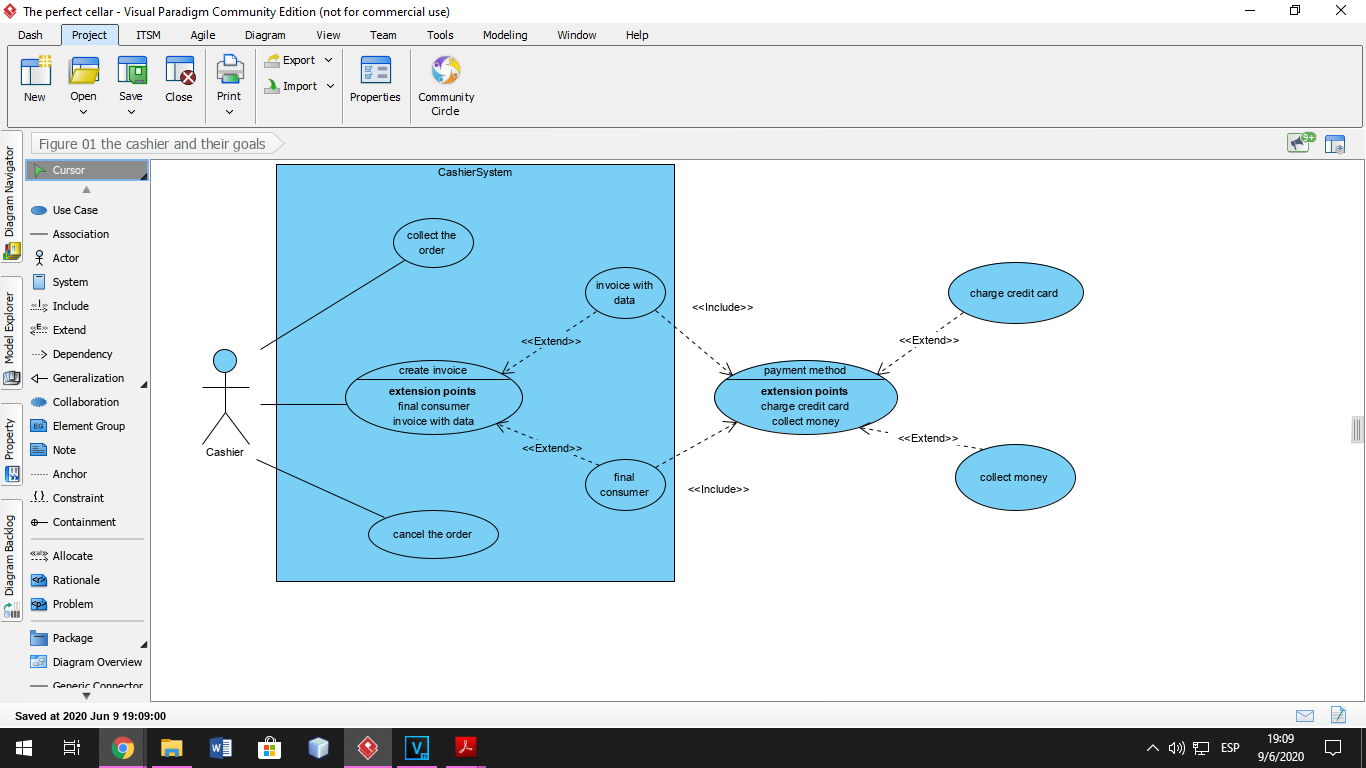 The perfect cellar - Visual Paradigm Community Edition (not for commercial use)
Dash Project ITSM Agile Diagram View Team Tools Modeling Window Help
New
Open
Save
Close
Print
Export
Import
Properties
Community
Circle
Figure 01 the cashier and their goals
9+
Diagram Navigator
Model Explorer
Property
Diagram Backlog
Cursor
Use Case
Association
Actor
System
Include
Extend
Dependency
Generalization
Collaboration
Element Group
Note
Anchor
Constraint
Containment
Allocate
Rationale
Problem
Package
Diagram Overview
Generic Connector
CashierSystem
collect the
order
invoice with
data
<<Include>>
charge credit card
<<Extend>>
<<Extend>>
create invoice
extension points
final consumer
invoice with data
payment method
extension points
charge credit card
collect money
Cashier
<<Extend>>
<<Extend>>
final
consumer
collect money
<<Include>>
cancel the order
Saved at 2020 Jun 9 19:09:00
ESP
19:09
9/6/2020